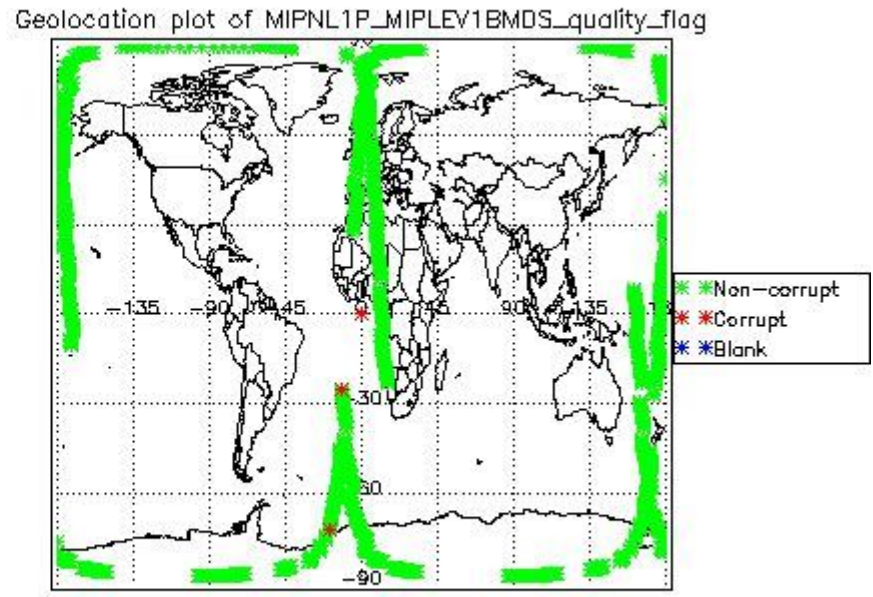 Geolocation plot of MIPNL1P_MIPLEV1BMDS_quality_flag
-135 -90 -45 45 90 135
Non-corrupt
Corrupt
Blank
-30
-60
-90